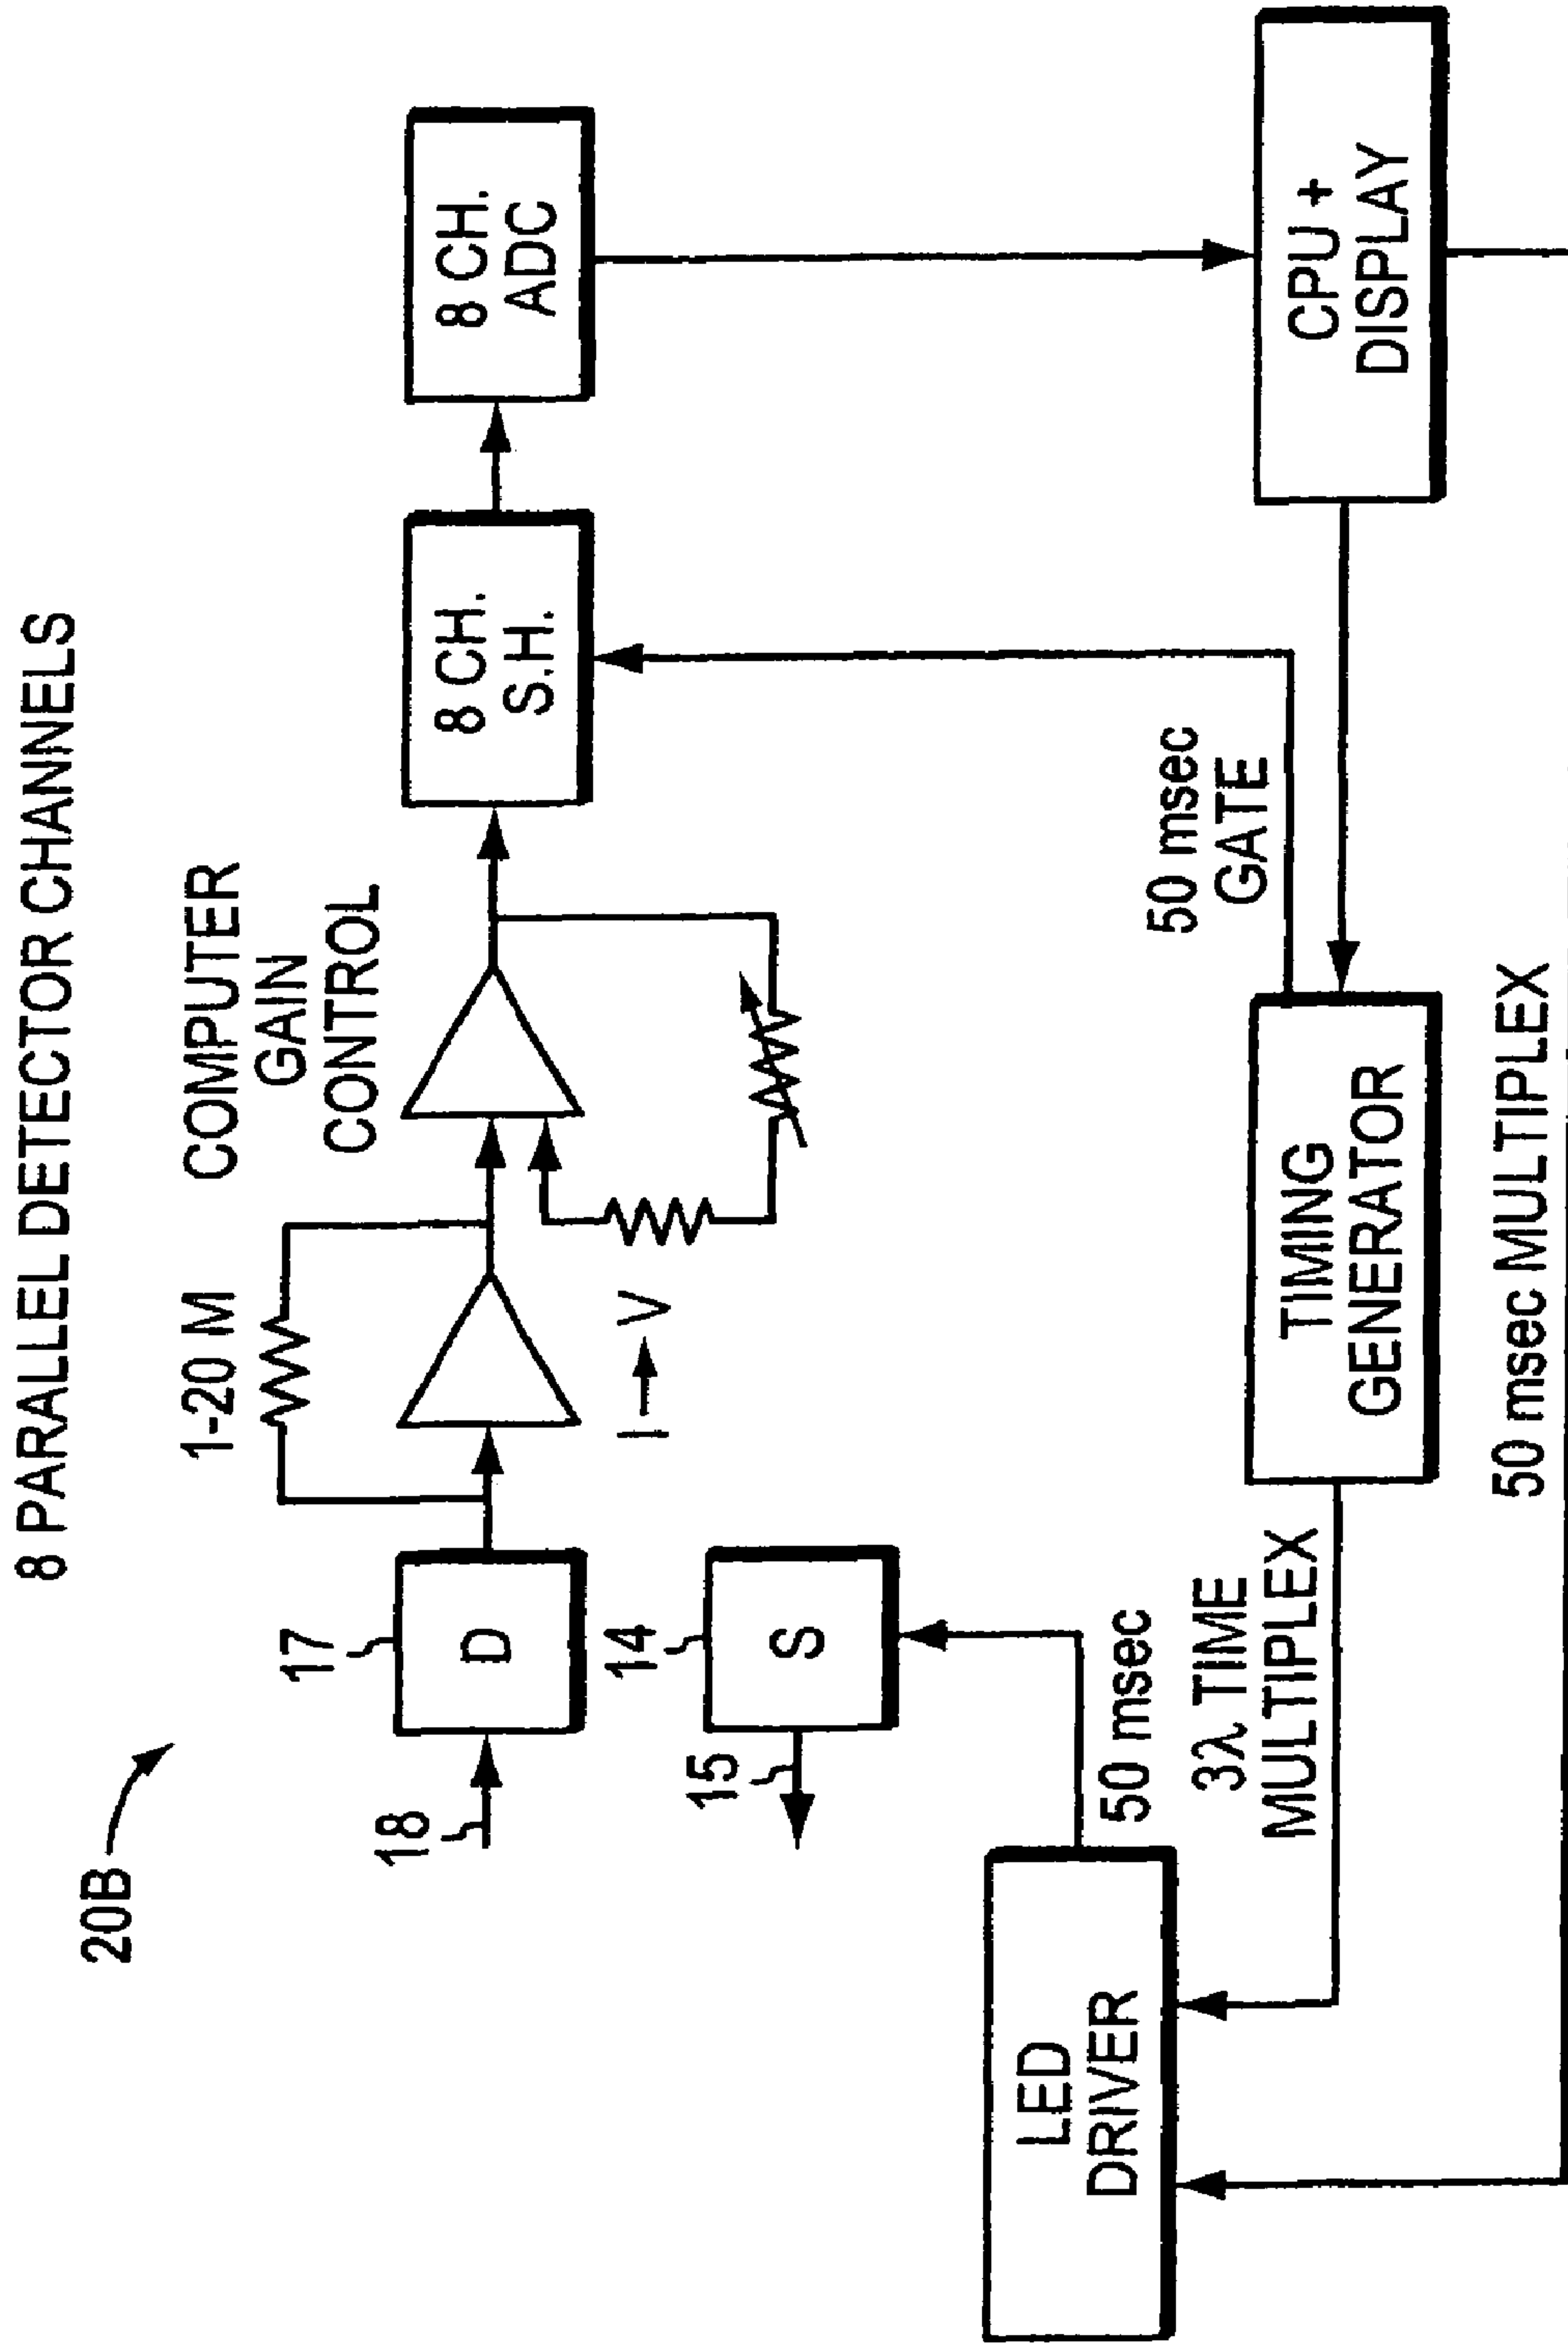 8 PARALLEL DETECTOR CHANNELS
20B
1-20 M
COMPUTER
GAIN
CONTROL
18
17
D
I → V
8 CH.
S.H.
8 CH.
ADC
15
14
S
50 msec
LED
DRIVER
3λ TIME
MULTIPLEX
TIMING
GENERATOR
50 msec
GATE
CPU +
DISPLAY
50 msec MULTIPLEX